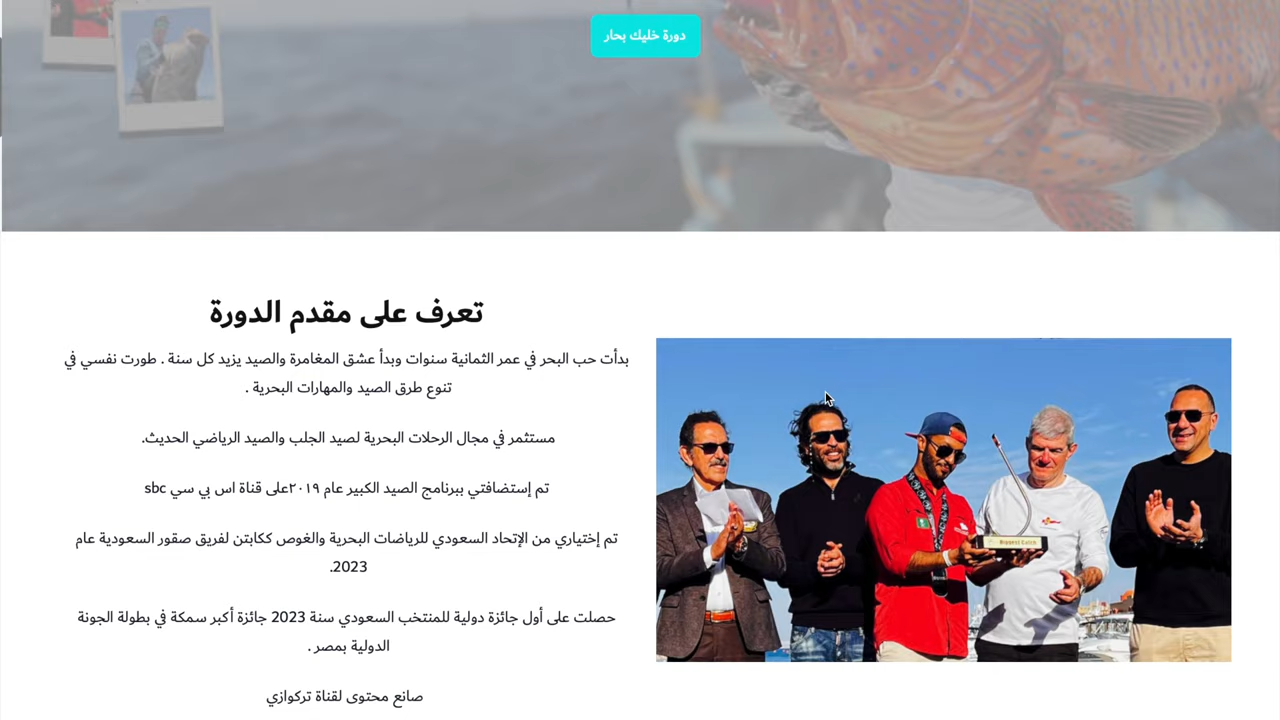 دورة خليك بحار
تعرف على مقدم الدورة
بدأت حب البحر في عمر الثمانية سنوات وبدأ عشق المغامرة والصيد يزيد كل سنة . طورت نفسي في
تنوع طرق الصيد والمهارات البحرية .
مستثمر في مجال الرحلات البحرية لصيد الجلب والصيد الرياضي الحديث.
تم إستضافتي ببرنامج الصيد الكبير عام ٢٠١٩على قناة اس بي سي sbc
تم إختياري من الإتحاد السعودي للرياضات البحرية والغوص ككابتن لفريق صقور السعودية عام
2023.
حصلت على أول جائزة دولية للمنتخب السعودي سنة 2023 جائزة أكبر سمكة في بطولة الجونة
الدولية بمصر .
صانع محتوى لقناة تركوازي
Biggest Catch